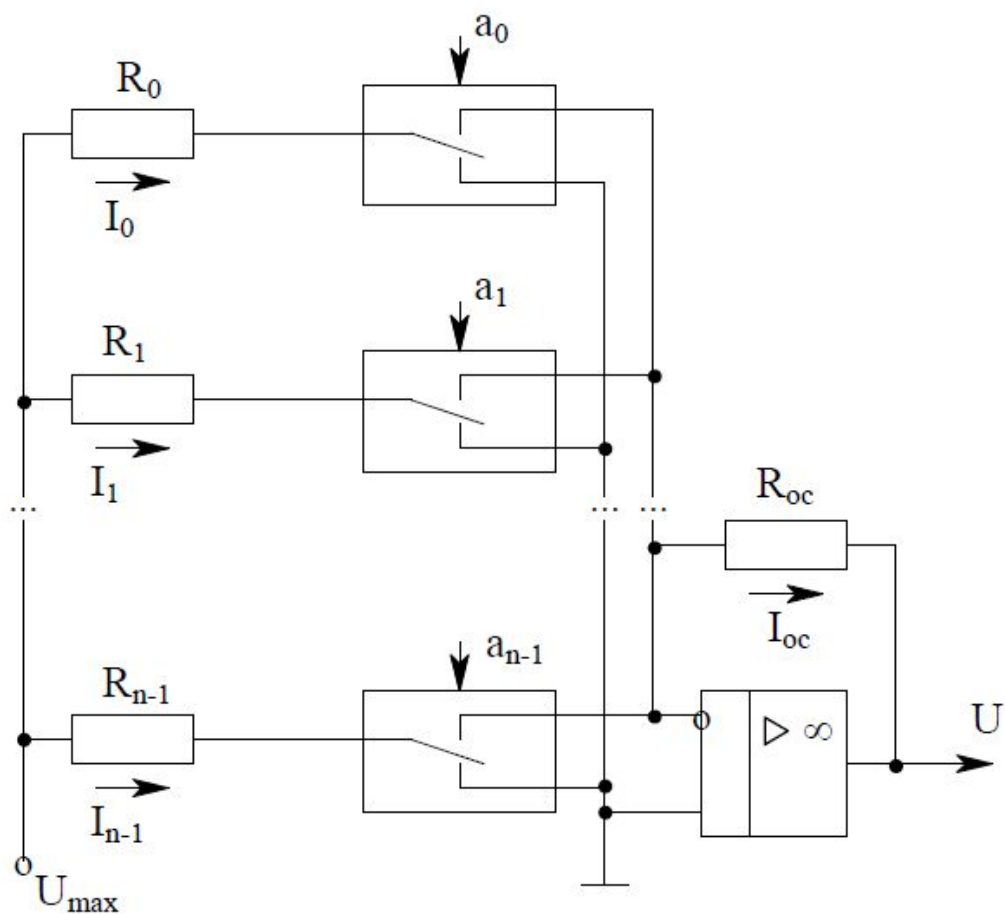 a0
R0
I0
a1
R1
I1
... ... ...
Roc
Ioc
an-1
Rn-1
▷ ∞
U
In-1
Umax